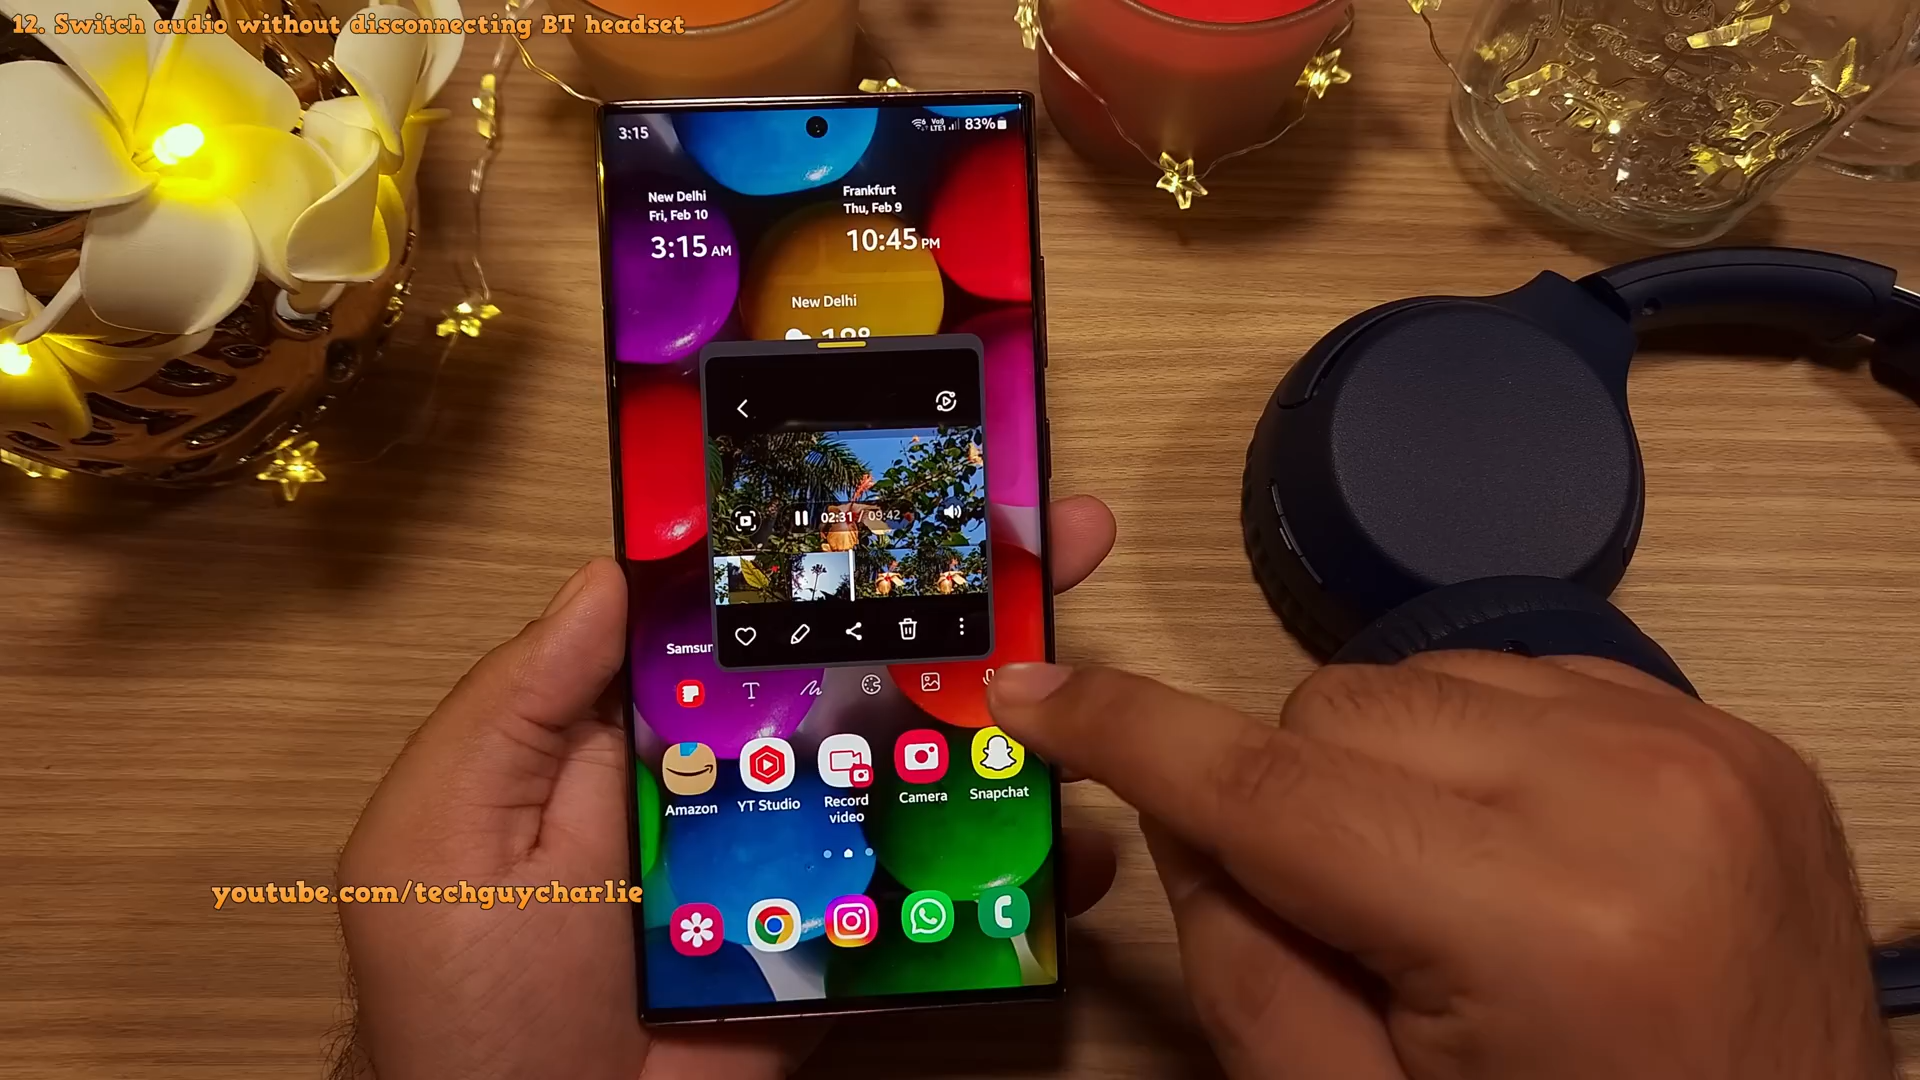 12. Switch audio without disconnecting BT headset
3:15
83%
New Delhi
Fri, Feb 10
3:15 AM
Frankfurt
Thu, Feb 9
10:45 PM
New Delhi
02:31 / 09:42
Samsun
T
Amazon
YT Studio
Record
video
Camera
Snapchat
youtube.com/techguycharlie